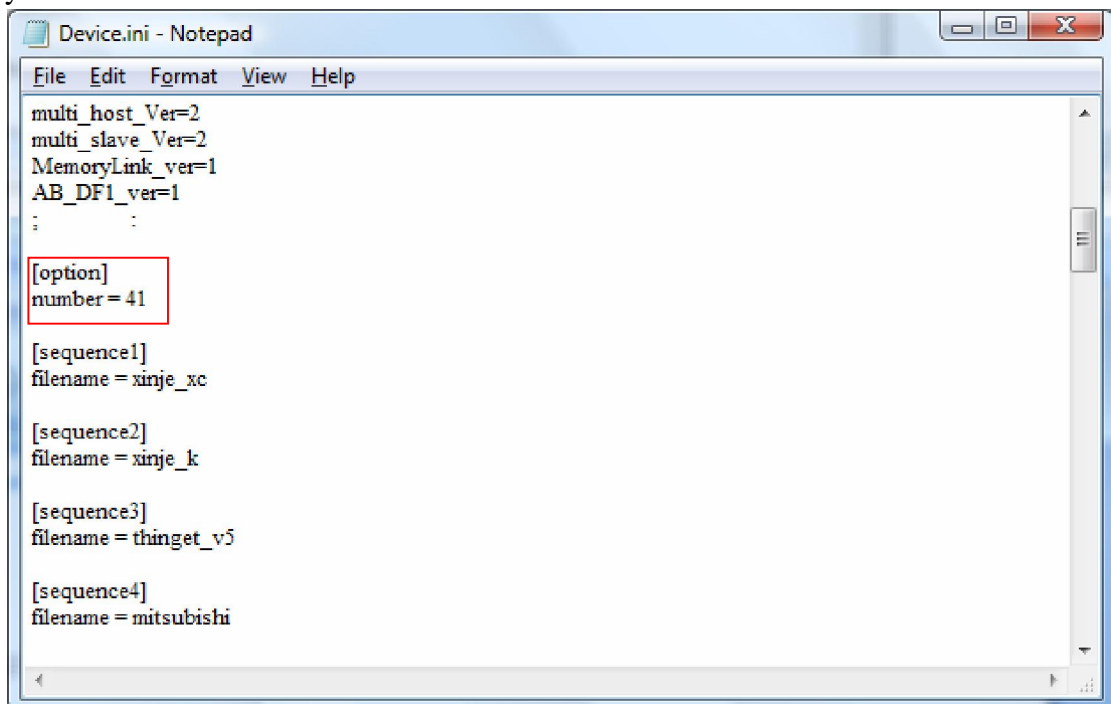 y
Device.ini - Notepad
File Edit Format View Help
multi_host_Ver=2
multi_slave_Ver=2
MemoryLink_ver=1
AB_DF1_ver=1
; :
[option]
number = 41
[sequence1]
filename = xinje_xc
[sequence2]
filename = xinje_k
[sequence3]
filename = thinget_v5
[sequence4]
filename = mitsubishi